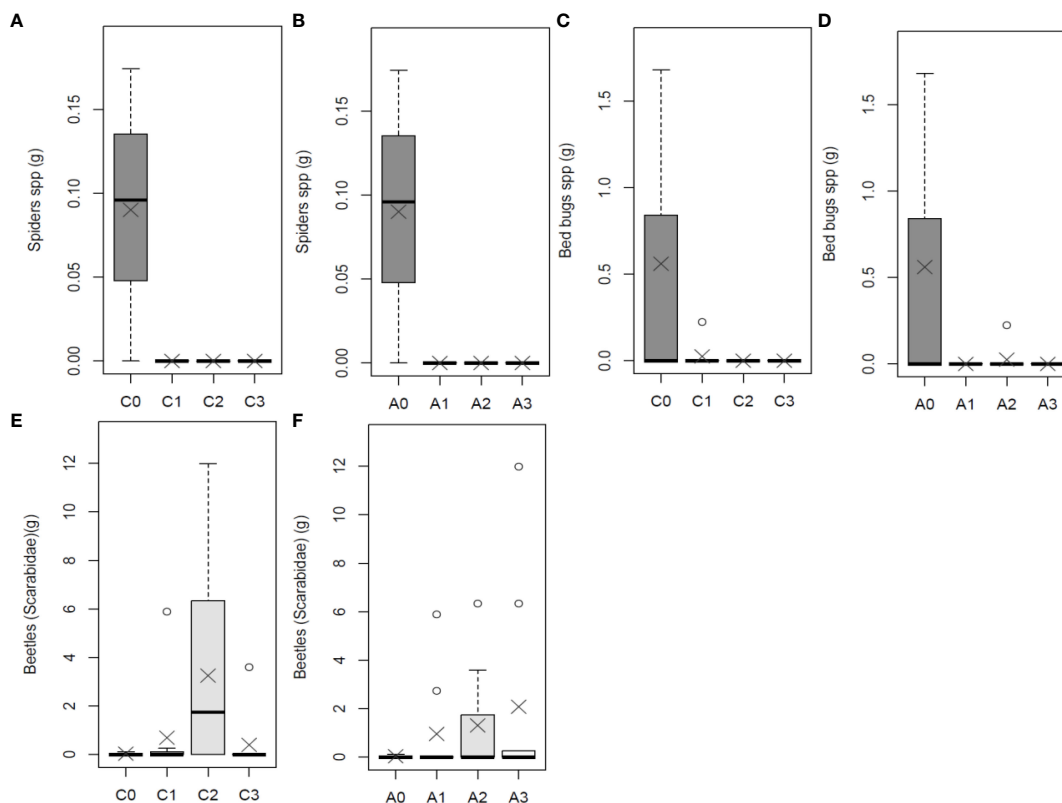 A
Spiders spp (g)
0.15
0.10
0.05
0.00
C0 C1 C2 C3
B
Spiders spp (g)
0.15
0.10
0.05
0.00
A0 A1 A2 A3
C
Bed bugs spp (g)
1.5
1.0
0.5
0.0
C0 C1 C2 C3
D
Bed bugs spp (g)
1.5
1.0
0.5
0.0
A0 A1 A2 A3
E
Beetles (Scarabidae)(g)
12
10
8
6
4
2
0
C0 C1 C2 C3
F
Beetles (Scarabidae) (g)
12
10
8
6
4
2
0
A0 A1 A2 A3